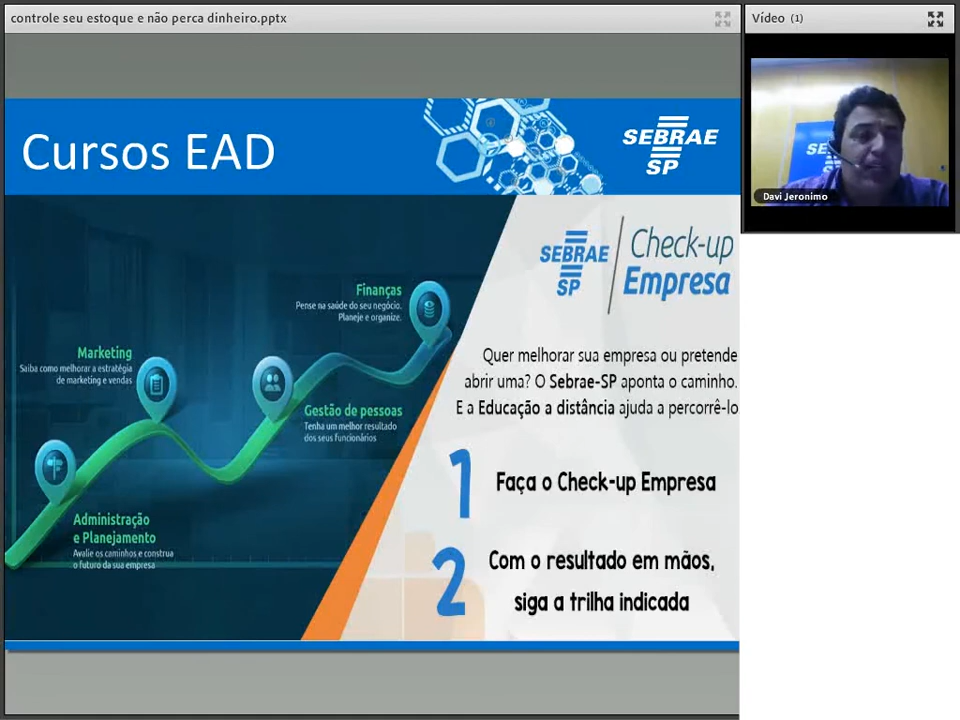 controle seu estoque e não perca dinheiro.pptx
Vídeo (1)
Cursos EAD
SEBRAE
SP
SEBRAE
Davi Jeronimo
SEBRAE
SP
Check-up
Empresa
Finanças
Pense na saúde do seu negócio.
Planeje e organize.
Marketing
Saiba como melhorar a estratégia
de marketing e vendas
Gestão de pessoas
Tenha um melhor resultado
dos seus funcionários
Administração
e Planejamento
Avalie os caminhos e construa
o futuro da sua empresa
Quer melhorar sua empresa ou pretende
abrir uma? O Sebrae-SP aponta o caminho.
E a Educação a distância ajuda a percorrê-lo
1 Faça o Check-up Empresa
2 Com o resultado em mãos,
siga a trilha indicada